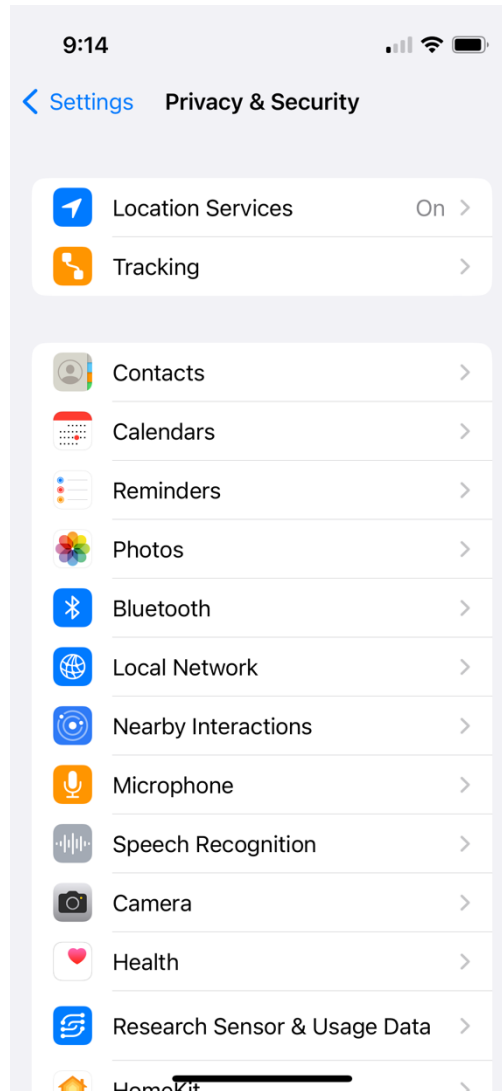 9:14
Settings Privacy & Security
Location Services On
Tracking
Contacts
Calendars
Reminders
Photos
Bluetooth
Local Network
Nearby Interactions
Microphone
Speech Recognition
Camera
Health
Research Sensor & Usage Data
HomeKit